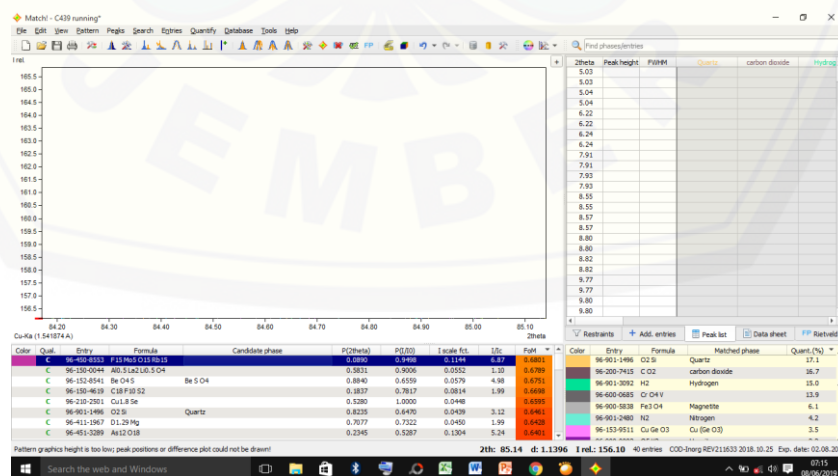 Match! - C439 running*
File Edit View Pattern Peaks Search Entries Quantify Database Tools Help
FP Find phases/entries
I rel.
165.5
165.0
164.5
164.0
163.5
163.0
162.5
162.0
161.5
161.0
160.5
160.0
159.5
159.0
158.5
158.0
157.5
157.0
156.5
84.20 84.30 84.40 84.50 84.60 84.70 84.80 84.90 85.00 85.10
Cu-Ka (1.541874 A) 2theta
2theta Peak height FWHM Quartz carbon dioxide Hydrog
5.03
5.03
5.04
5.04
6.22
6.22
6.24
6.24
7.91
7.91
7.93
7.93
8.55
8.55
8.57
8.57
8.80
8.80
8.82
8.82
9.77
9.77
9.80
9.80
Restraints + Add. entries Peak list Data sheet FP Rietveld
Color Qual. Entry Formula Candidate phase P(2theta) P(I/I0) I scale fct. I/Ic FoM
C 96-450-8553 F15 Mo5 O15 Rb15 0.0890 0.9498 0.1144 6.87 0.6801
C 96-150-0044 Al0.5 La2 Li0.5 O4 0.5831 0.9006 0.0552 1.10 0.6789
C 96-152-8541 Be O4 S Be S O4 0.8840 0.6559 0.0579 4.98 0.6751
C 96-150-4619 C18 F10 S2 0.1837 0.7817 0.0814 1.99 0.6698
C 96-210-2501 Cu1.8 Se 0.5280 1.0000 0.0448 0.6595
C 96-901-1496 O2 Si Quartz 0.8235 0.6470 0.0439 3.12 0.6461
C 96-411-1967 D1.29 Mg 0.7077 0.7322 0.0450 1.99 0.6428
C 96-451-3289 As12 O18 0.2345 0.5287 0.1304 5.24 0.6401
Color Entry Formula Matched phase Quant.(%)
96-901-1496 O2 Si Quartz 17.1
96-200-7415 C O2 carbon dioxide 16.7
96-901-3092 H2 Hydrogen 15.0
96-600-0685 Cr O4 V 13.9
96-900-5838 Fe3 O4 Magnetite 6.1
96-901-2480 N2 Nitrogen 4.2
96-153-9511 Cu Ge O3 Cu (Ge O3) 3.5
Pattern graphics height is too low; peak positions or difference plot could not be drawn!
2th: 85.14 d: 1.1396 I rel.: 156.10 40 entries COD-Inorg REV211633 2018.10.25 Exp. date: 02.08.
Search the web and Windows
07:15
08/06/2018